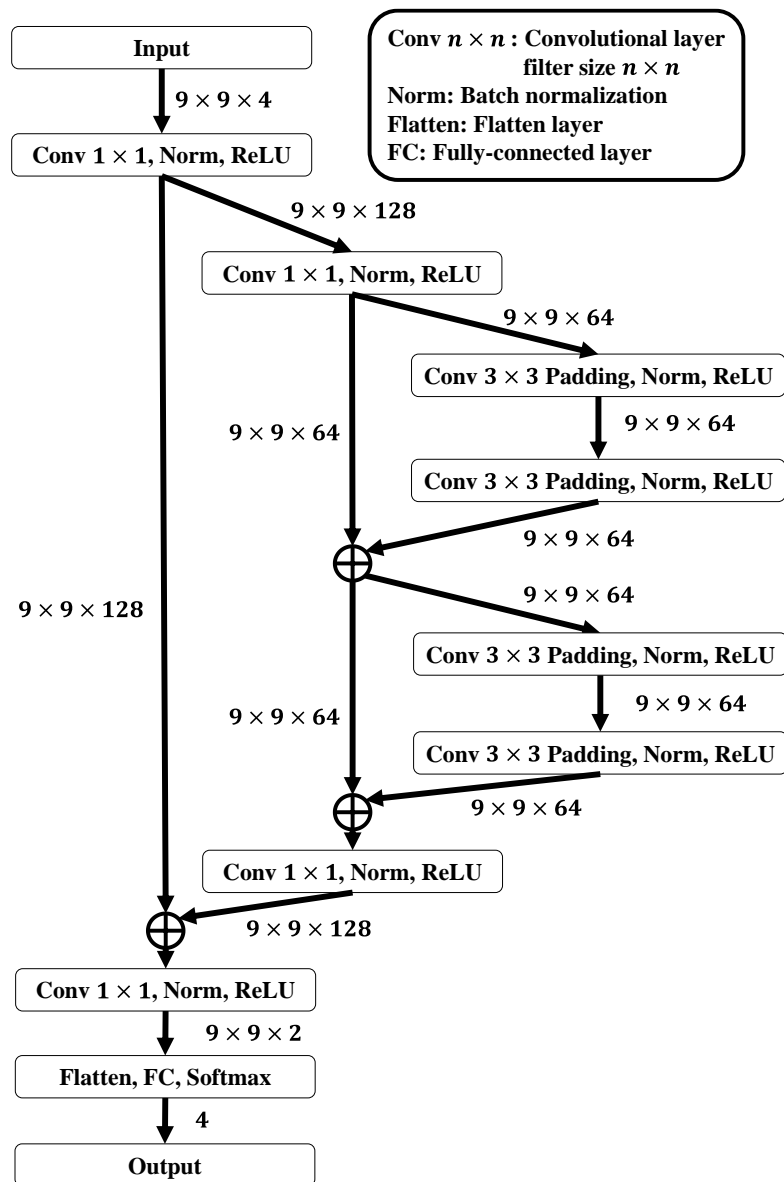 Input
Conv n × n : Convolutional layer
filter size n × n
Norm: Batch normalization
Flatten: Flatten layer
FC: Fully-connected layer
9 × 9 × 4
Conv 1 × 1, Norm, ReLU
9 × 9 × 128
Conv 1 × 1, Norm, ReLU
9 × 9 × 64
Conv 3 × 3 Padding, Norm, ReLU
9 × 9 × 64
9 × 9 × 64
Conv 3 × 3 Padding, Norm, ReLU
9 × 9 × 64
9 × 9 × 64
9 × 9 × 128
Conv 3 × 3 Padding, Norm, ReLU
9 × 9 × 64
9 × 9 × 64
Conv 3 × 3 Padding, Norm, ReLU
9 × 9 × 64
Conv 1 × 1, Norm, ReLU
9 × 9 × 128
Conv 1 × 1, Norm, ReLU
9 × 9 × 2
Flatten, FC, Softmax
4
Output